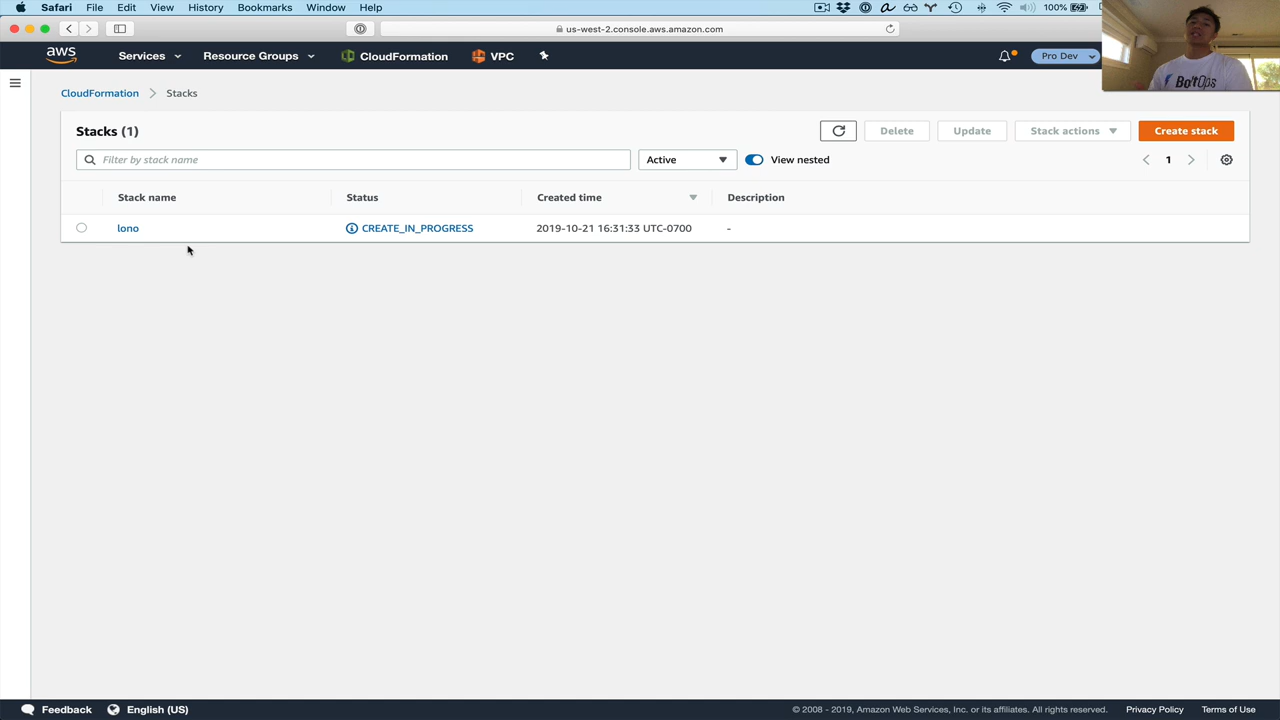 Safari File Edit View History Bookmarks Window Help 100%
us-west-2.console.aws.amazon.com
aws Services Resource Groups CloudFormation VPC Pro Dev
BoltOps
CloudFormation Stacks
Stacks (1) Delete Update Stack actions Create stack
Filter by stack name Active View nested 1
Stack name Status Created time Description
lono CREATE_IN_PROGRESS 2019-10-21 16:31:33 UTC-0700 -
Feedback English (US) © 2008 - 2019, Amazon Web Services, Inc. or its affiliates. All rights reserved. Privacy Policy Terms of Use